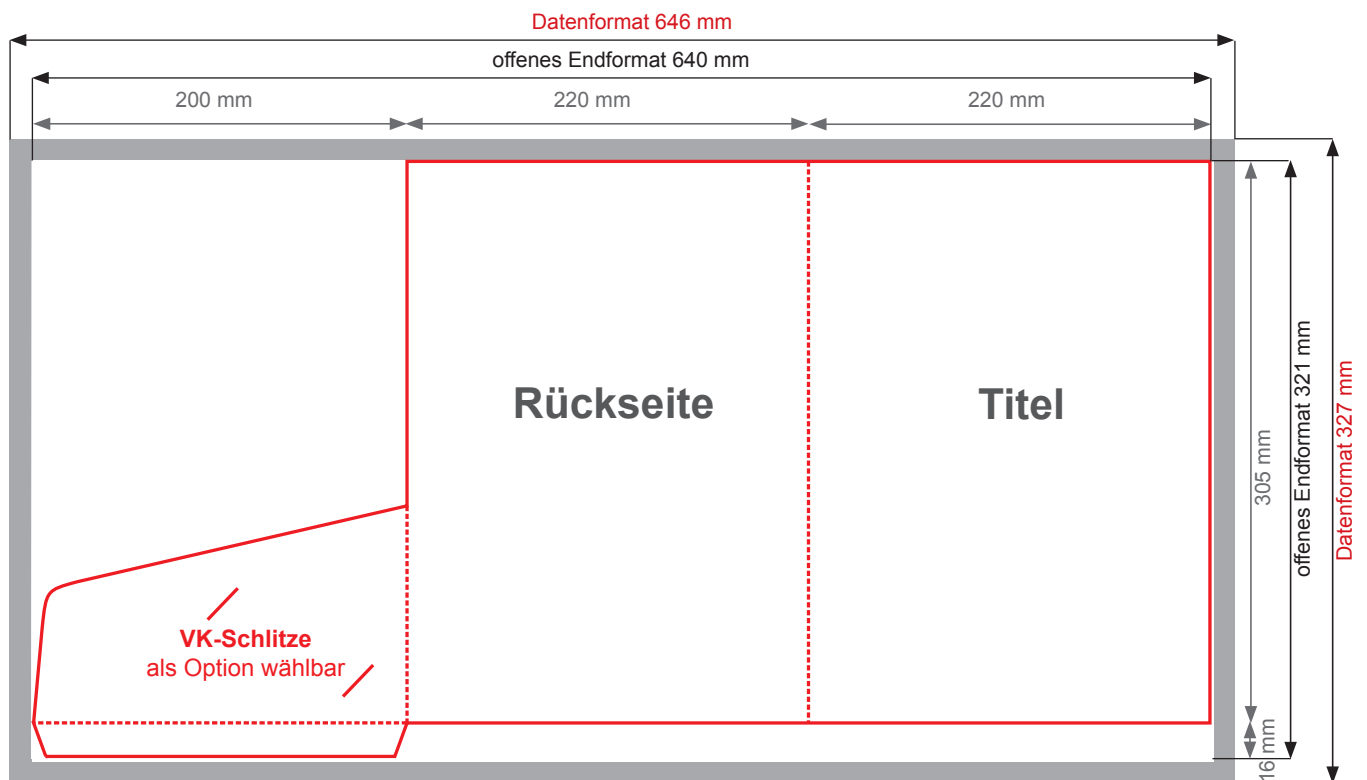 Datenformat 646 mm
offenes Endformat 640 mm
200 mm
220 mm
220 mm
Rückseite
Titel
305 mm
offenes Endformat 321 mm
Datenformat 327 mm
VK-Schlitze
als Option wählbar
16 mm